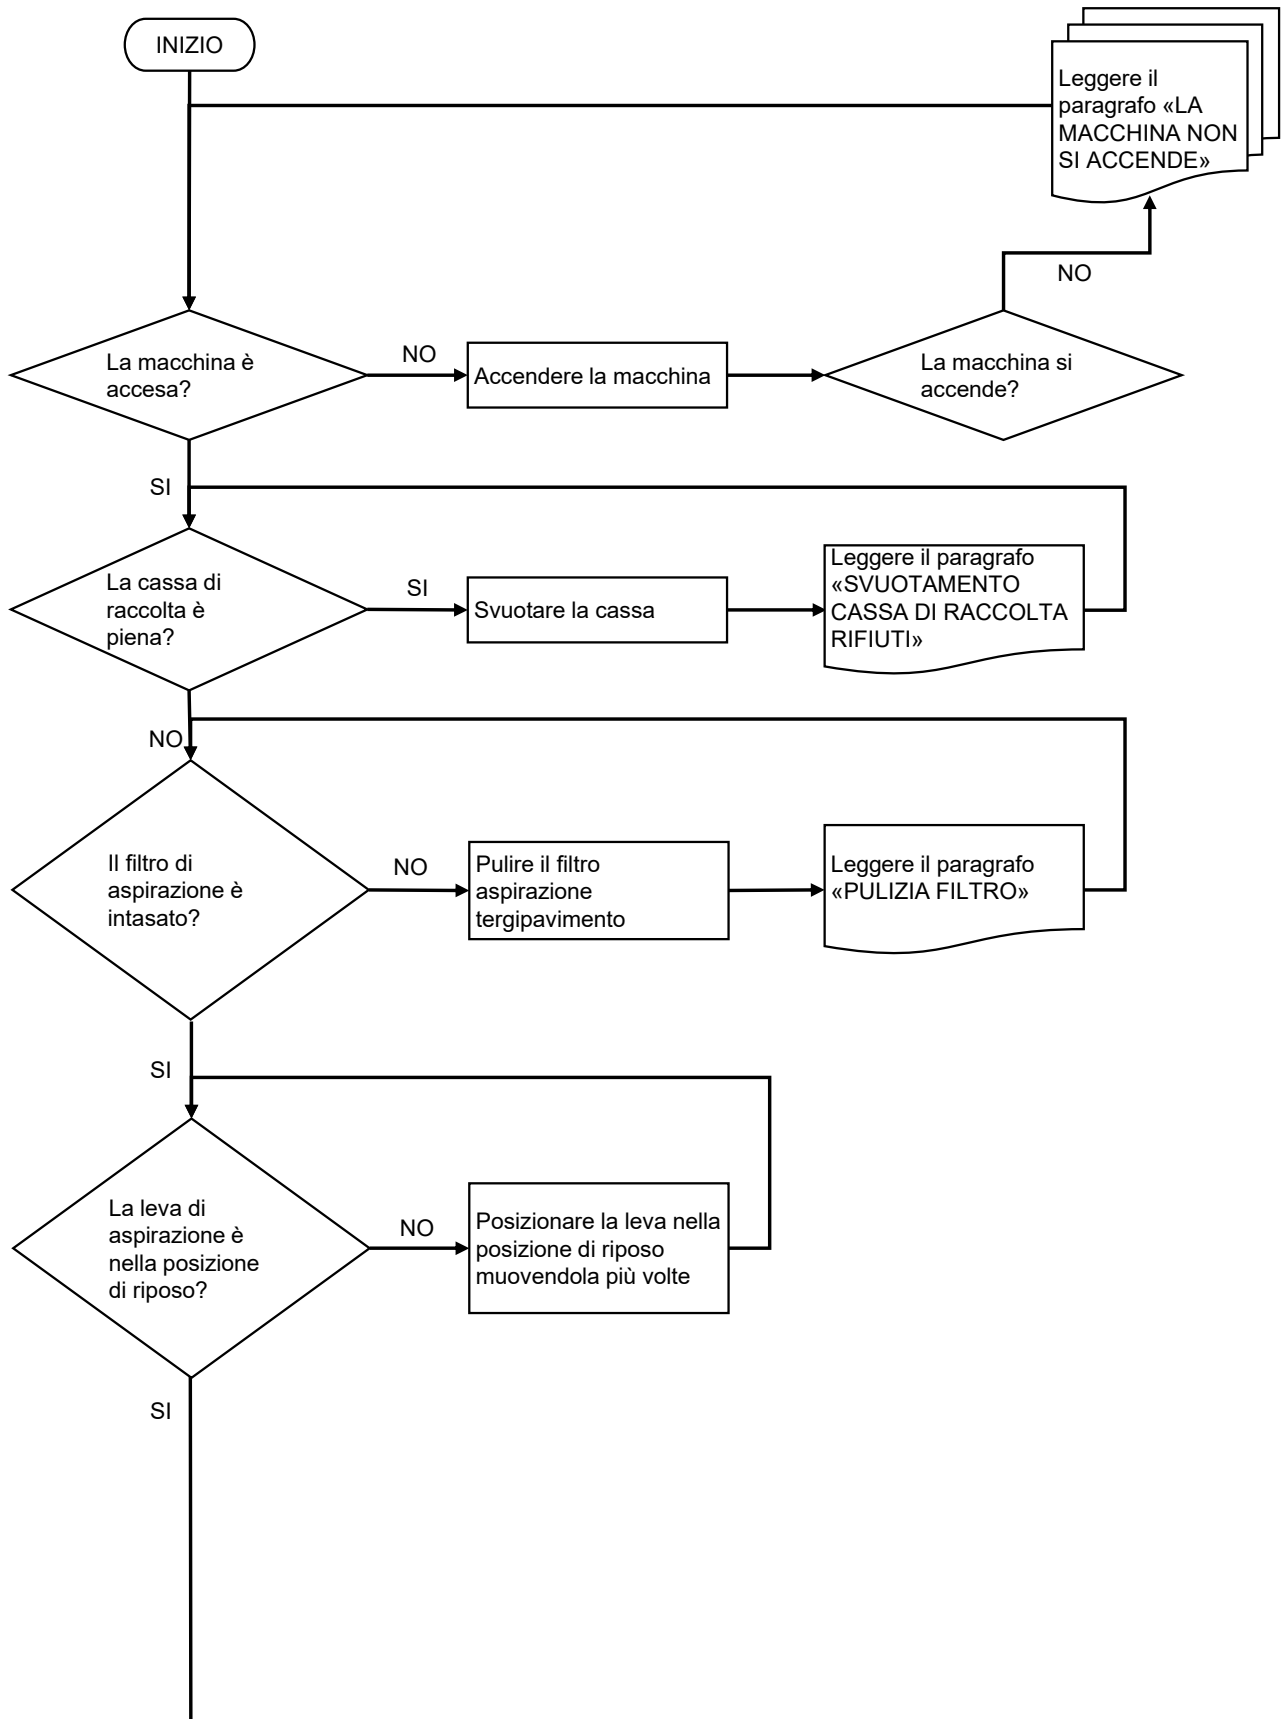 INIZIO
Leggere il
paragrafo «LA
MACCHINA NON
SI ACCENDE»
NO
La macchina è
accesa?
NO
Accendere la macchina
La macchina si
accende?
SI
La cassa di
raccolta è
piena?
SI
Svuotare la cassa
Leggere il paragrafo
«SVUOTAMENTO
CASSA DI RACCOLTA
RIFIUTI»
NO
Il filtro di
aspirazione è
intasato?
NO
Pulire il filtro
aspirazione
tergipavimento
Leggere il paragrafo
«PULIZIA FILTRO»
SI
La leva di
aspirazione è
nella posizione
di riposo?
NO
Posizionare la leva nella
posizione di riposo
muovendola più volte
SI